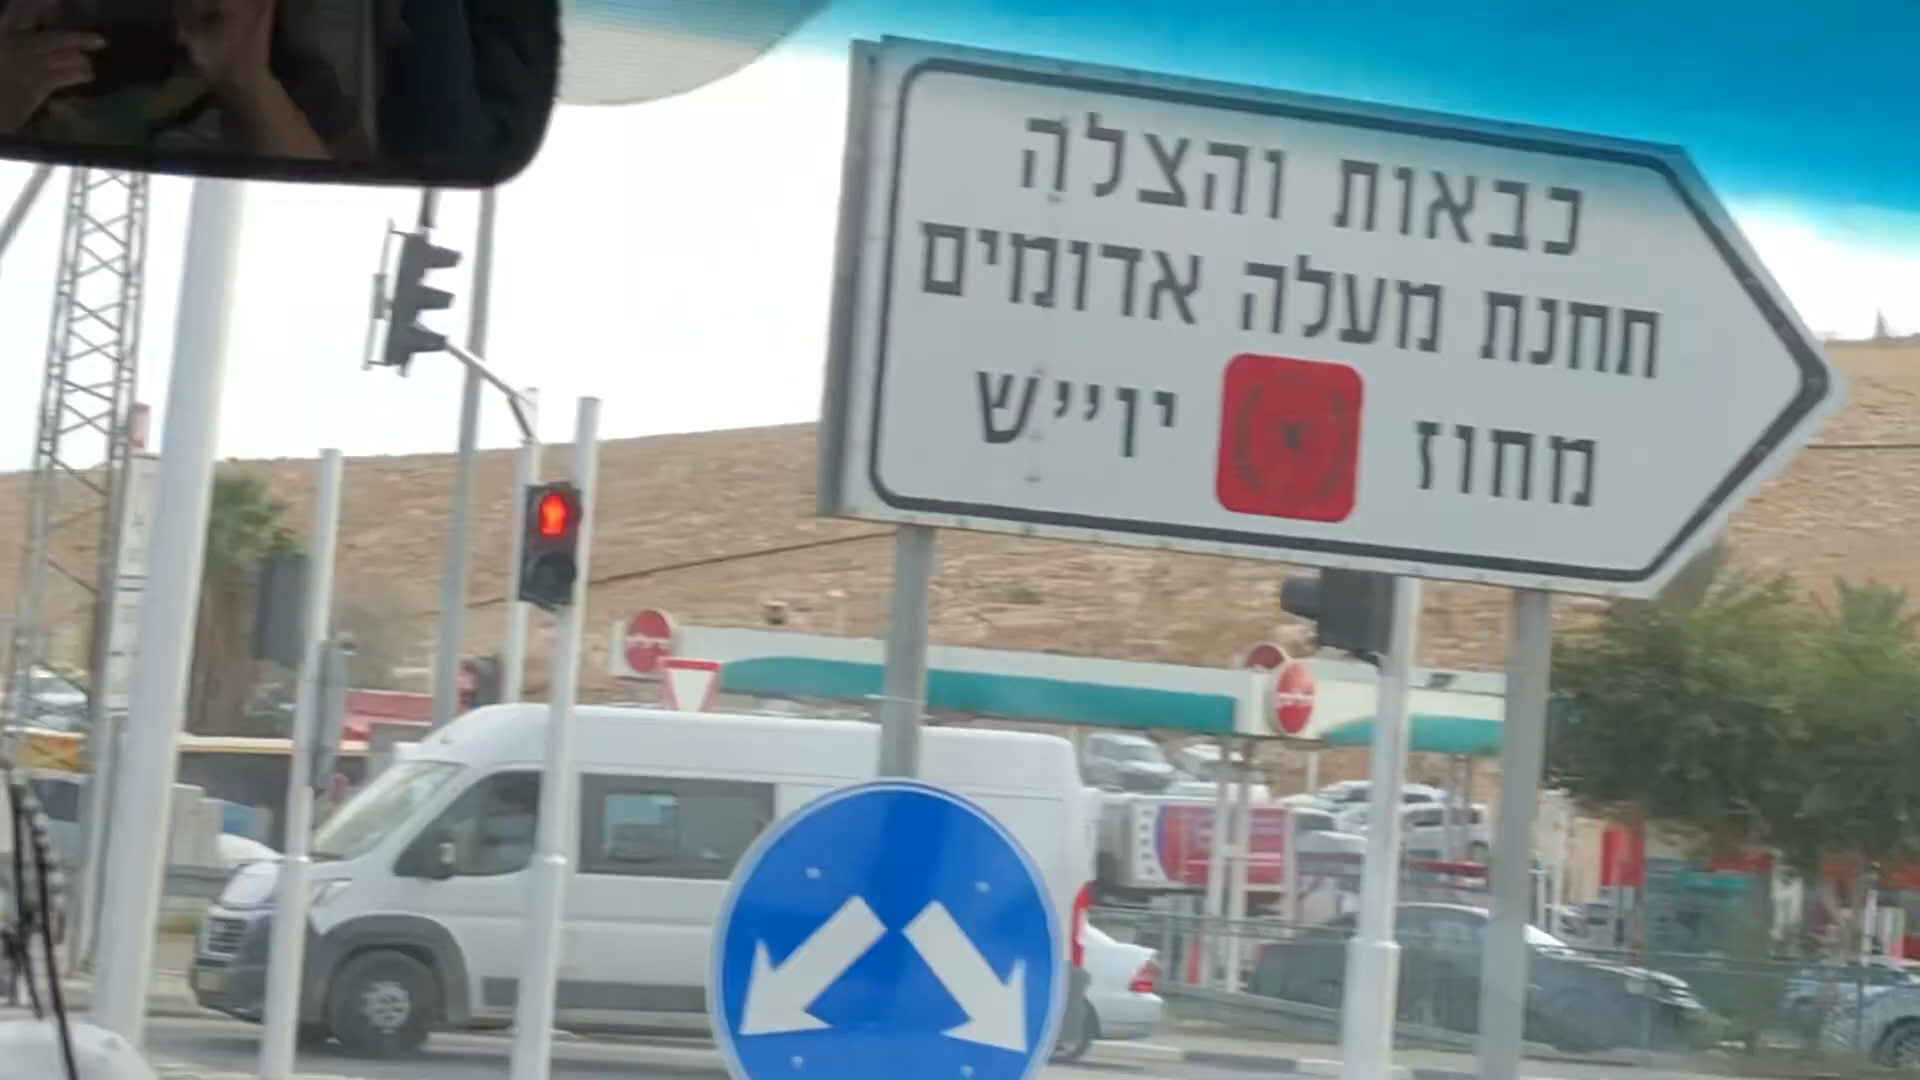 כבאות והצלה
תחנת מעלה אדומים
מחוז יו״ש